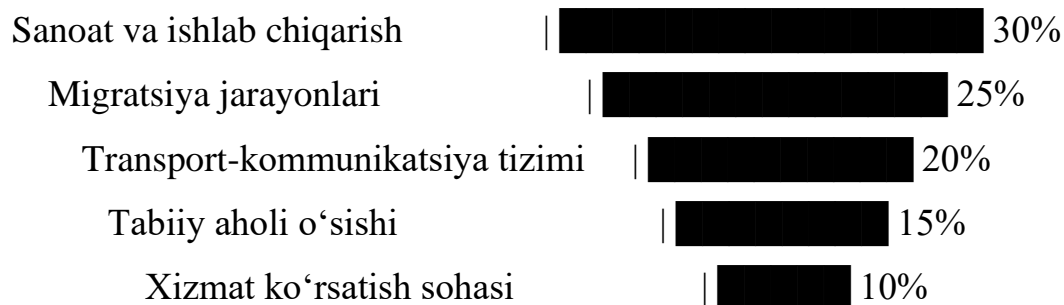 Sanoat va ishlab chiqarish | 30%
Migratsiya jarayonlari | 25%
Transport-kommunikatsiya tizimi | 20%
Tabiiy aholi o‘sishi | 15%
Xizmat ko‘rsatish sohasi | 10%